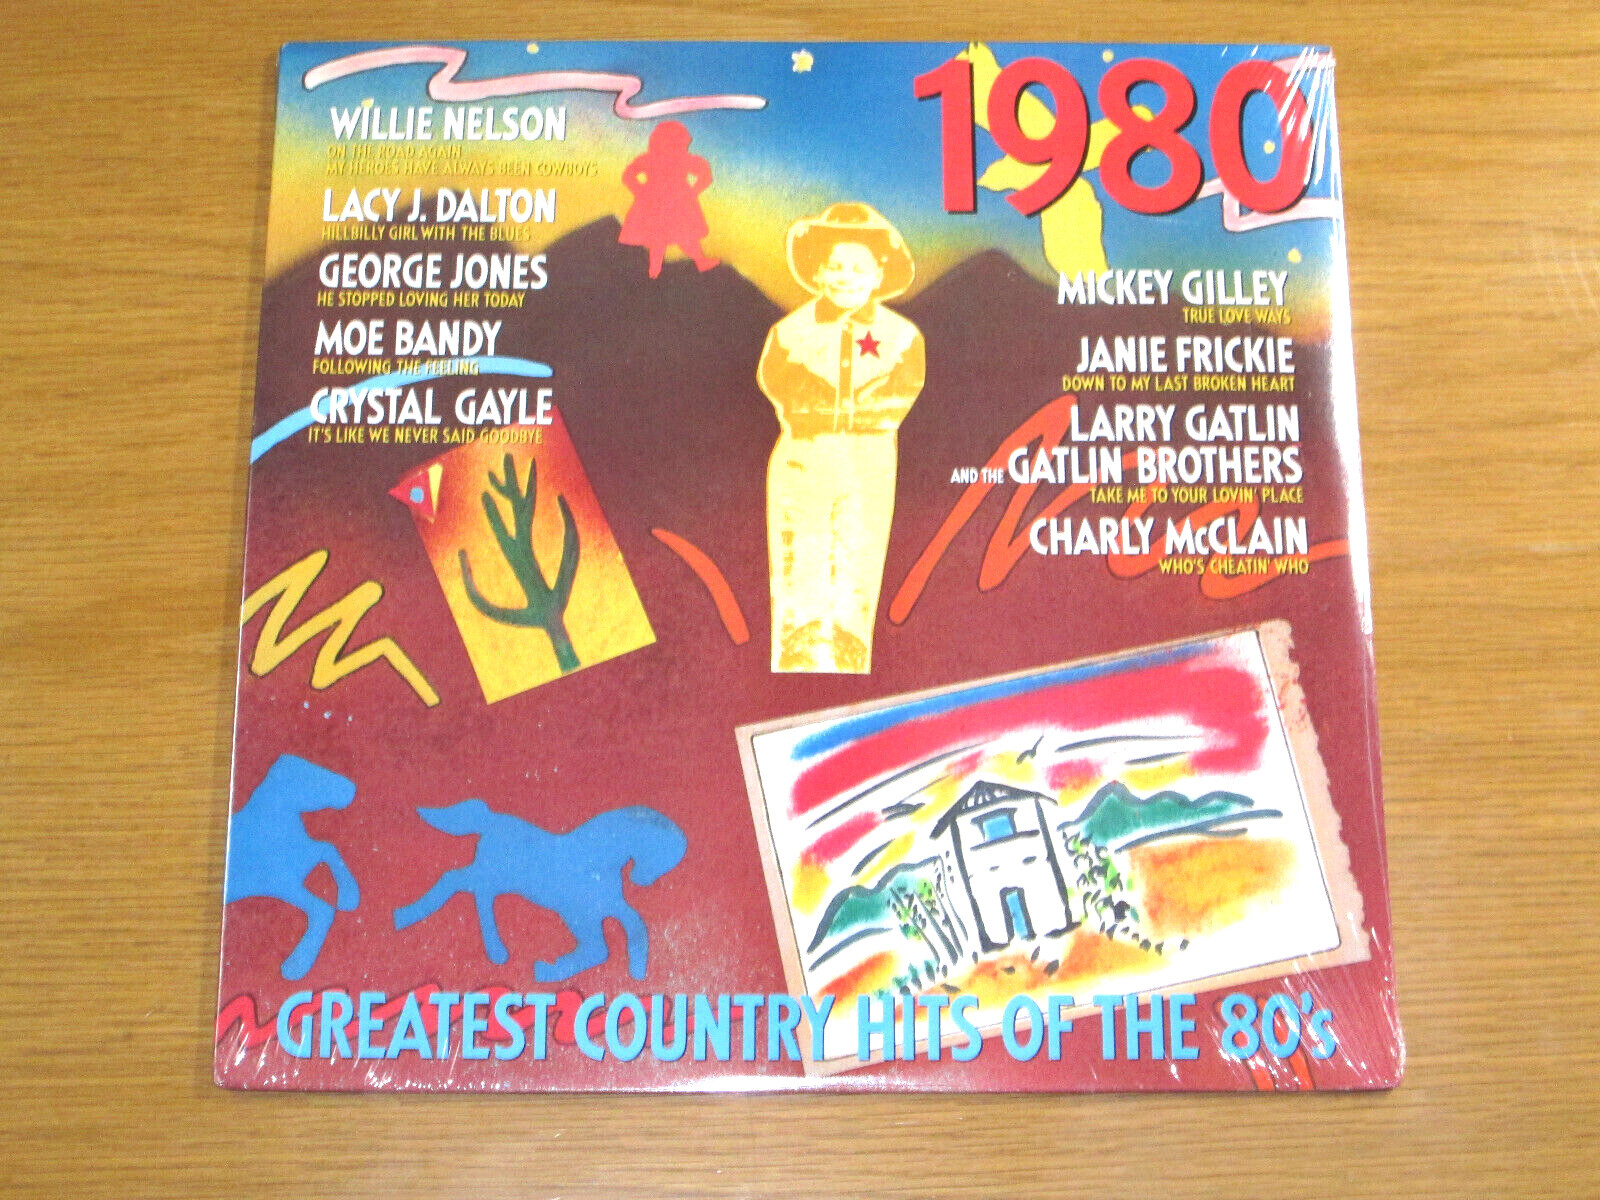 1980
WILLIE NELSON
ON THE ROAD AGAIN
MY HEROES HAVE ALWAYS BEEN COWBOYS
LACY J. DALTON
HILLBILLY GIRL WITH THE BLUES
GEORGE JONES
HE STOPPED LOVING HER TODAY
MOE BANDY
FOLLOWING THE FEELING
CRYSTAL GAYLE
IT'S LIKE WE NEVER SAID GOODBYE
MICKEY GILLEY
TRUE LOVE WAYS
JANIE FRICKIE
DOWN TO MY LAST BROKEN HEART
LARRY GATLIN
AND THE GATLIN BROTHERS
TAKE ME TO YOUR LOVIN' PLACE
CHARLY McCLAIN
WHO'S CHEATIN' WHO
GREATEST COUNTRY HITS OF THE 80's